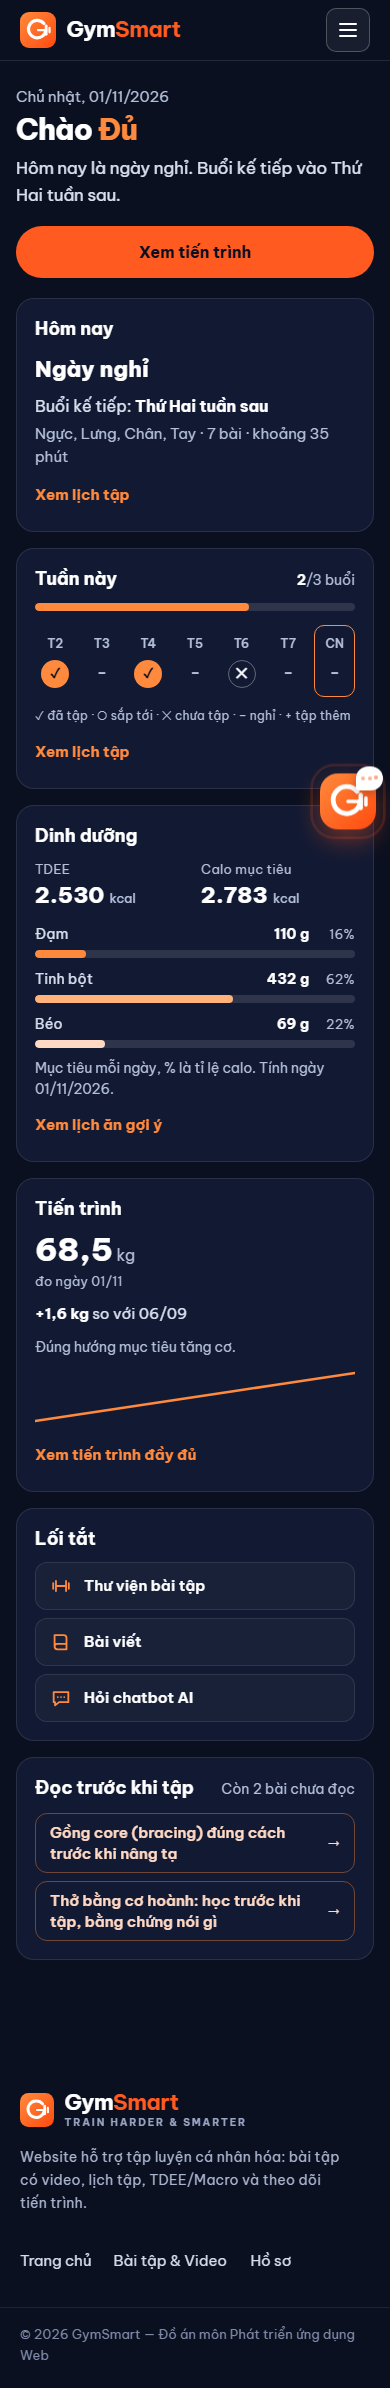 GymSmart
Chủ nhật, 01/11/2026
Chào Đủ
Hôm nay là ngày nghỉ. Buổi kế tiếp vào Thứ
Hai tuần sau.
Xem tiến trình
Hôm nay
Ngày nghỉ
Buổi kế tiếp: Thứ Hai tuần sau
Ngực, Lưng, Chân, Tay · 7 bài · khoảng 35
phút
Xem lịch tập
Tuần này 2/3 buổi
T2 T3 T4 T5 T6 T7 CN
✓ – ✓ – ✕ – –
✓ đã tập · ○ sắp tới · ✕ chưa tập · – nghỉ · + tập thêm
Xem lịch tập
Dinh dưỡng
TDEE Calo mục tiêu
2.530 kcal 2.783 kcal
Đạm 110 g 16%
Tinh bột 432 g 62%
Béo 69 g 22%
Mục tiêu mỗi ngày, % là tỉ lệ calo. Tính ngày
01/11/2026.
Xem lịch ăn gợi ý
Tiến trình
68,5 kg
đo ngày 01/11
+1,6 kg so với 06/09
Đúng hướng mục tiêu tăng cơ.
Xem tiến trình đầy đủ
Lối tắt
Thư viện bài tập
Bài viết
Hỏi chatbot AI
Đọc trước khi tập Còn 2 bài chưa đọc
Gồng core (bracing) đúng cách
trước khi nâng tạ →
Thở bằng cơ hoành: học trước khi
tập, bằng chứng nói gì →
GymSmart
TRAIN HARDER & SMARTER
Website hỗ trợ tập luyện cá nhân hóa: bài tập
có video, lịch tập, TDEE/Macro và theo dõi
tiến trình.
Trang chủ Bài tập & Video Hồ sơ
© 2026 GymSmart — Đồ án môn Phát triển ứng dụng
Web